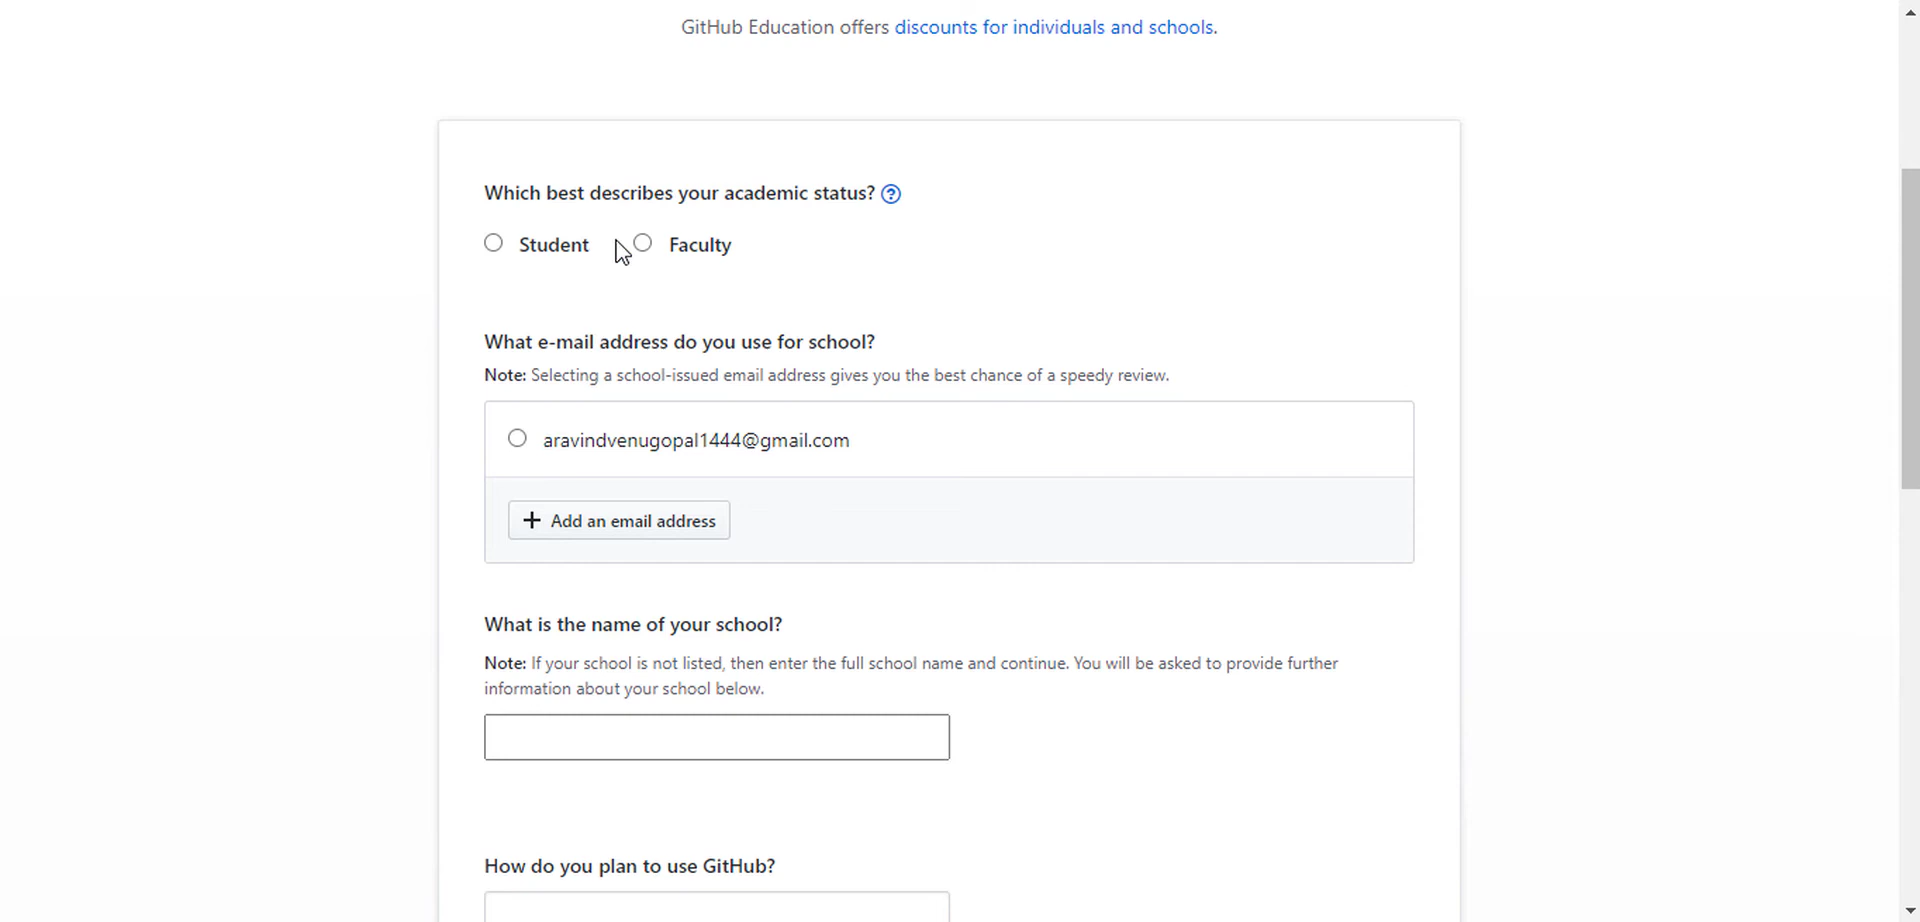 GitHub Education offers discounts for individuals and schools.
Which best describes your academic status?
Student Faculty
What e-mail address do you use for school?
Note: Selecting a school-issued email address gives you the best chance of a speedy review.
aravindvenugopal1444@gmail.com
+ Add an email address
What is the name of your school?
Note: If your school is not listed, then enter the full school name and continue. You will be asked to provide further
information about your school below.
How do you plan to use GitHub?